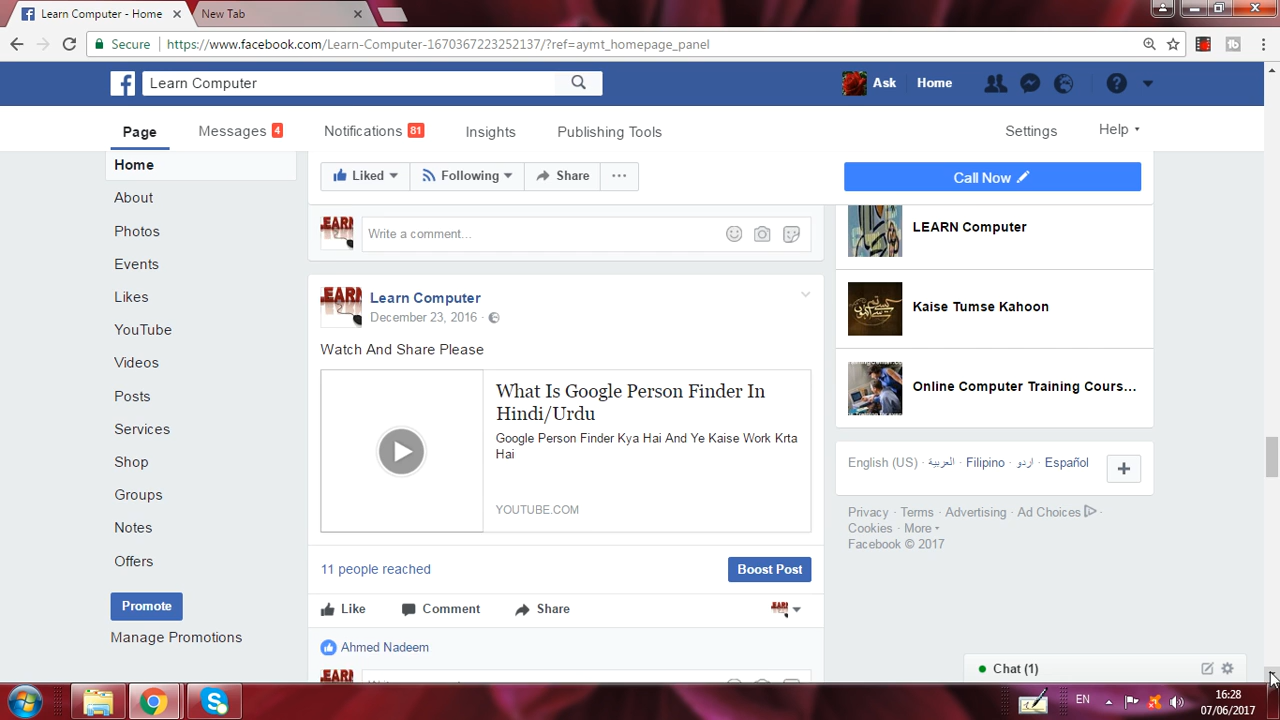 Learn Computer - Home
New Tab
Secure
https://www.facebook.com/Learn-Computer-1670367223252137/?ref=aymt_homepage_panel
Learn Computer
Ask
Home
Page
Messages 4
Notifications 81
Insights
Publishing Tools
Settings
Help
Home
About
Photos
Events
Likes
YouTube
Videos
Posts
Services
Shop
Groups
Notes
Offers
Promote
Manage Promotions
Liked
Following
Share
Call Now
Write a comment...
Learn Computer
December 23, 2016 ·
Watch And Share Please
What Is Google Person Finder In
Hindi/Urdu
Google Person Finder Kya Hai And Ye Kaise Work Krta
Hai
YOUTUBE.COM
11 people reached
Boost Post
Like
Comment
Share
Ahmed Nadeem
LEARN Computer
Kaise Tumse Kahoon
Online Computer Training Cours...
English (US) · العربية · Filipino · اردو · Español
Privacy · Terms · Advertising · Ad Choices ·
Cookies · More
Facebook © 2017
Chat (1)
EN
16:28
07/06/2017